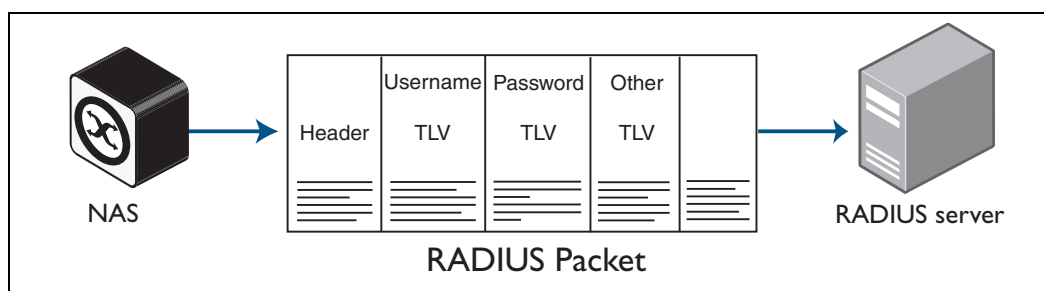 Username Password Other
Header TLV TLV TLV
NAS
RADIUS server
RADIUS Packet